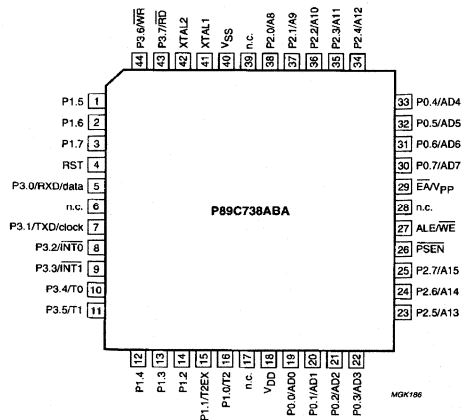 44 P3.6/W̅R̅
43 P3.7/R̅D̅
42 XTAL2
41 XTAL1
40 VSS
39 n.c.
38 P2.0/A8
37 P2.1/A9
36 P2.2/A10
35 P2.3/A11
34 P2.4/A12
P1.5 1
P1.6 2
P1.7 3
RST 4
P3.0/RXD/data 5
n.c. 6
P3.1/TXD/clock 7
P3.2/I̅N̅T̅0̅ 8
P3.3/I̅N̅T̅1̅ 9
P3.4/T0 10
P3.5/T1 11
P89C738ABA
33 P0.4/AD4
32 P0.5/AD5
31 P0.6/AD6
30 P0.7/AD7
29 E̅A̅/VPP
28 n.c.
27 ALE/W̅E̅
26 P̅S̅E̅N̅
25 P2.7/A15
24 P2.6/A14
23 P2.5/A13
P1.4 12
P1.3 13
P1.2 14
P1.1/T2EX 15
P1.0/T2 16
n.c. 17
VDD 18
P0.0/AD0 19
P0.1/AD1 20
P0.2/AD2 21
P0.3/AD3 22
MGK186